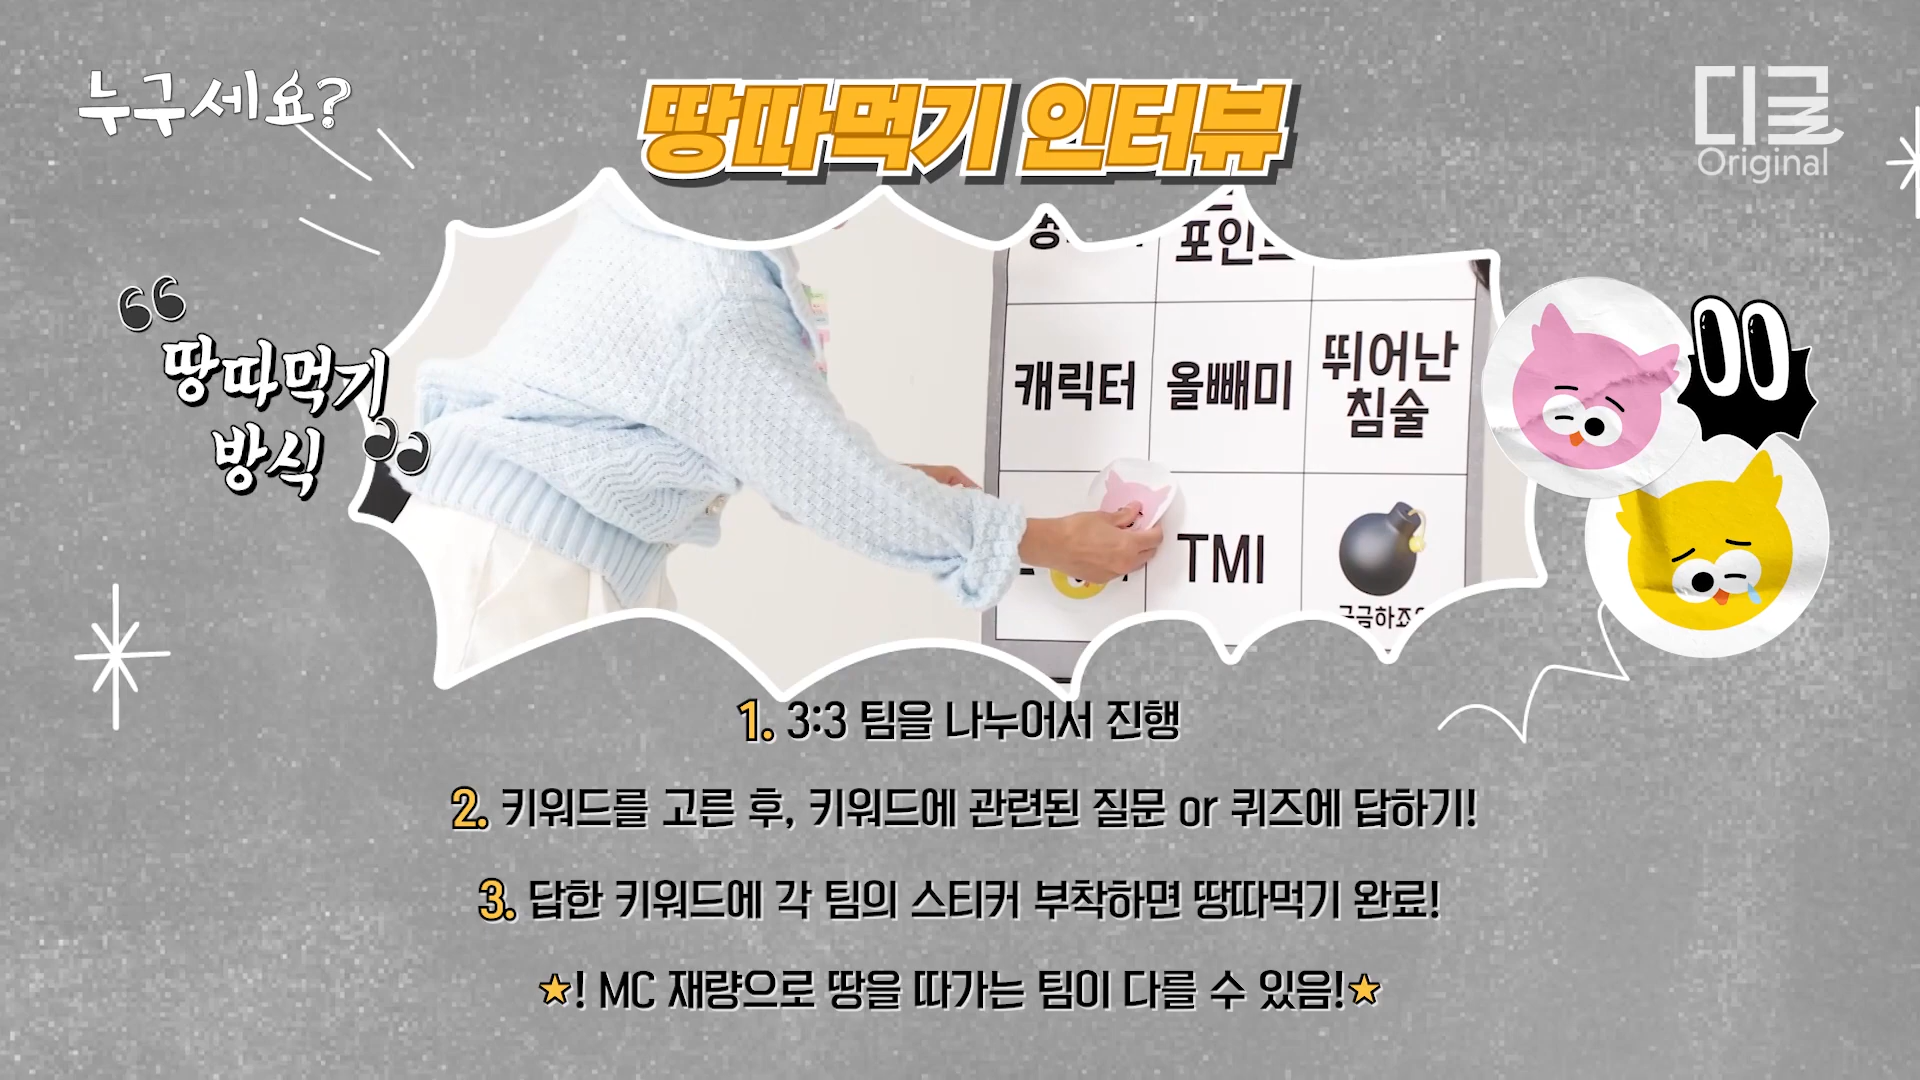 누구세요?
땅따먹기 인터뷰
디글
Original
“땅따먹기
방식”
캐릭터
올빼미
뛰어난
침술
TMI
1. 3:3 팀을 나누어서 진행
2. 키워드를 고른 후, 키워드에 관련된 질문 or 퀴즈에 답하기!
3. 답한 키워드에 각 팀의 스티커 부착하면 땅따먹기 완료!
★! MC 재량으로 땅을 따가는 팀이 다를 수 있음!★